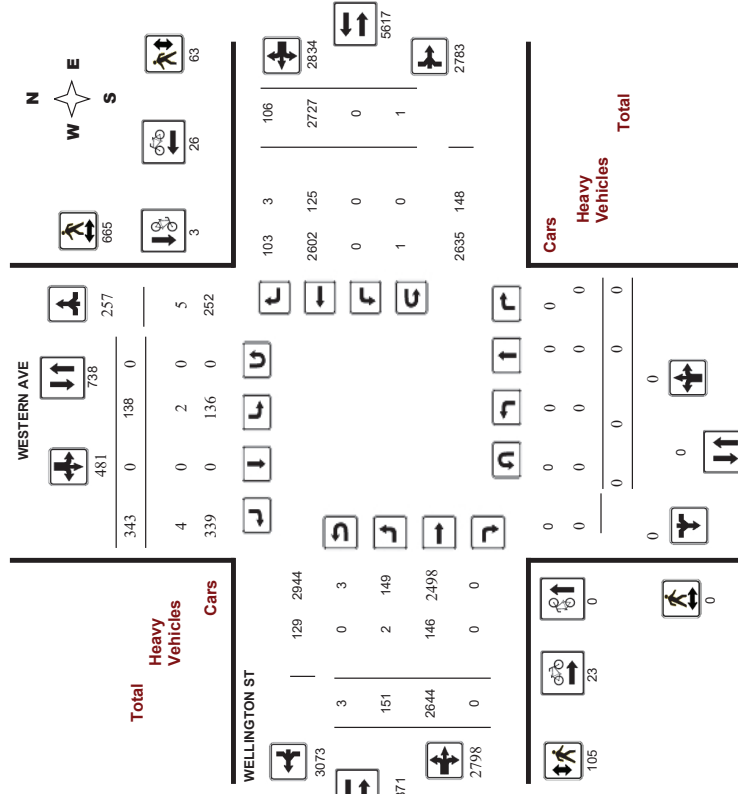 N
W E
S
63
26
665
3
WESTERN AVE
481
738
257
343 0 138 0
4 0 2 0 5
339 0 136 0 252
Total
Heavy
Vehicles
Cars
2834
5617
2783
106 2727 0 1
3 125 0 0 148
103 2602 0 1 2635
WELLINGTON ST
129 2944
3 0 3
151 2 149
2644 146 2498
0 0 0
3073
871
2798
Cars
Heavy
Vehicles
Total
0 0 0 0 0
0 0 0 0 0
0 0 0 0
0
0
0
105
23
0
0